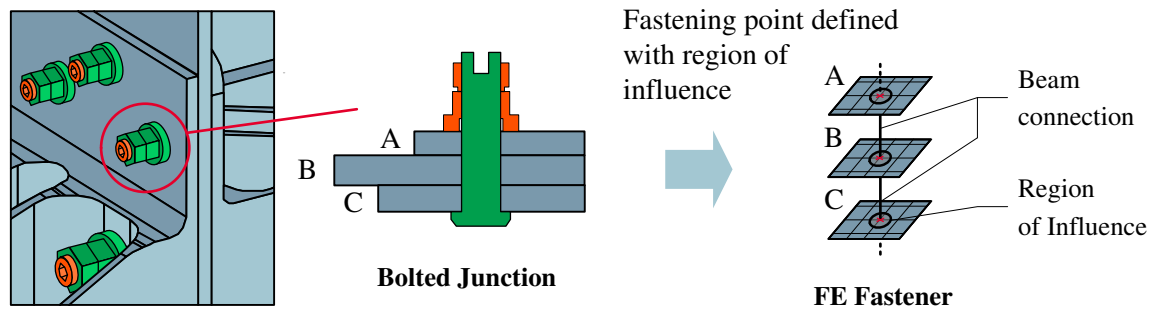 A
B
C
Bolted Junction
Fastening point defined
with region of
influence
A
B
C
Beam
connection
Region
of Influence
FE Fastener